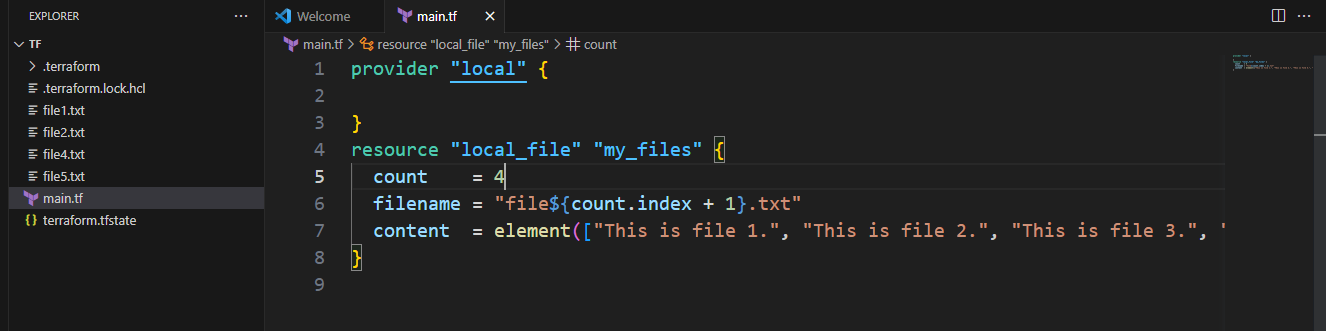 EXPLORER
TF
.terraform
.terraform.lock.hcl
file1.txt
file2.txt
file4.txt
file5.txt
main.tf
terraform.tfstate
Welcome
main.tf
main.tf > resource "local_file" "my_files" > count
1 provider "local" {
2
3 }
4 resource "local_file" "my_files" {
5 count = 4
6 filename = "file${count.index + 1}.txt"
7 content = element(["This is file 1.", "This is file 2.", "This is file 3.", "
8 }
9